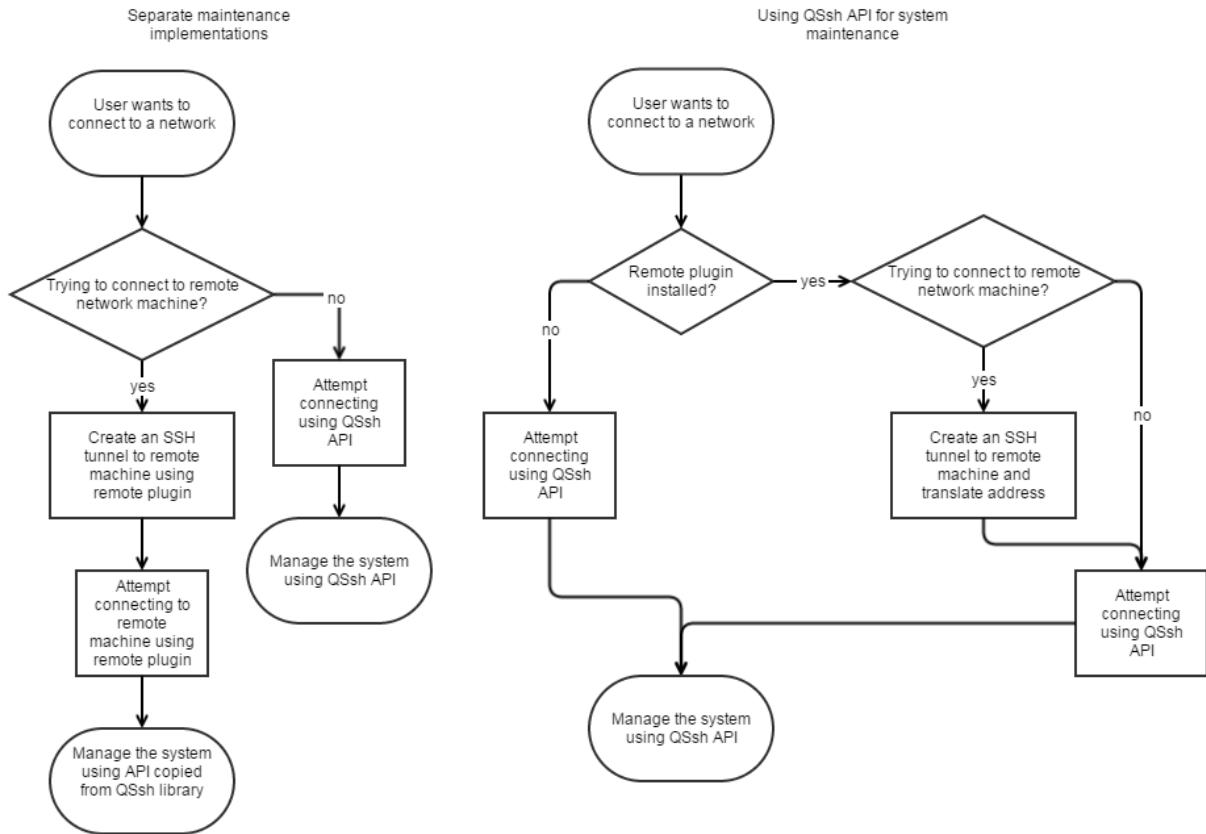 Separate maintenance
implementations
User wants to
connect to a network
Trying to connect to remote
network machine?
no
yes
Attempt
connecting
using QSsh
API
Create an SSH
tunnel to remote
machine using
remote plugin
Manage the system
using QSsh API
Attempt
connecting to
remote
machine using
remote plugin
Manage the system
using API copied
from QSsh library
Using QSsh API for system
maintenance
User wants to
connect to a network
Remote plugin
installed?
yes
Trying to connect to remote
network machine?
no
yes
no
Attempt
connecting
using QSsh
API
Create an SSH
tunnel to remote
machine and
translate address
Attempt
connecting
using QSsh
API
Manage the system
using QSsh API